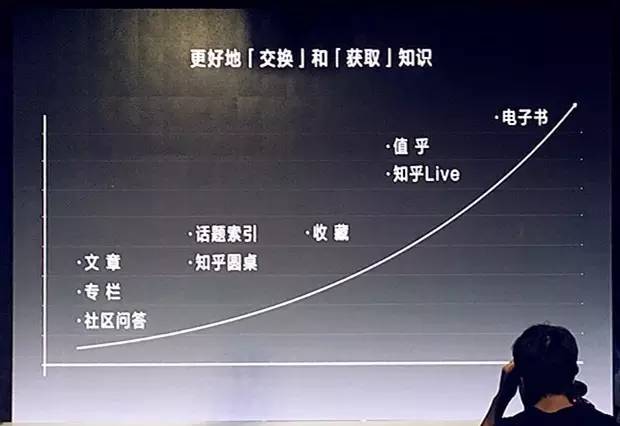 更好地「交换」和「获取」知识
·电子书
·值乎
·知乎Live
·话题索引
·知乎圆桌
·收藏
·文章
·专栏
·社区问答